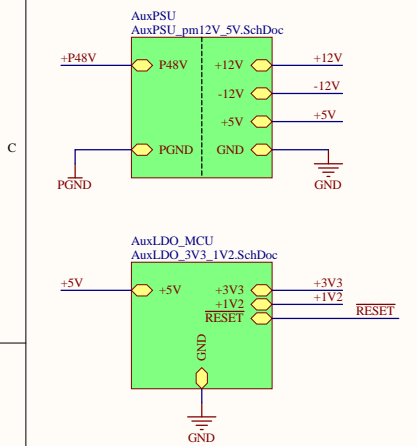 AuxPSU
AuxPSU_pm12V_5V.SchDoc
+P48V P48V +12V +12V
-12V -12V
+5V +5V
C
PGND GND
PGND GND
AuxLDO_MCU
AuxLDO_3V3_1V2.SchDoc
+5V +5V +3V3 +3V3
+1V2 +1V2
RESET RESET
GND
GND